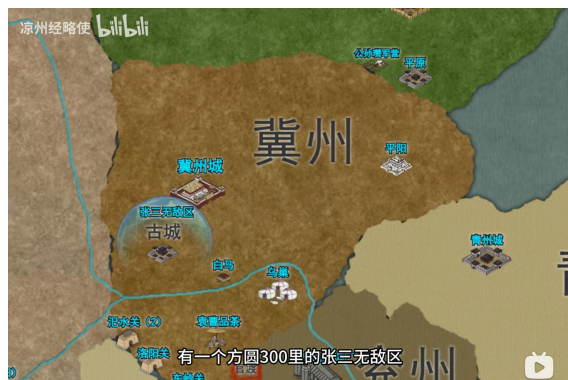 凉州经略使 bilibili
公孙瓒军营
平原
冀州
平阳
冀州城
张三无敌区
古城
青州城
白马
乌巢
汜水关（2）
袁曹品茶
荥阳关
有一个方圆300里的张三无敌区